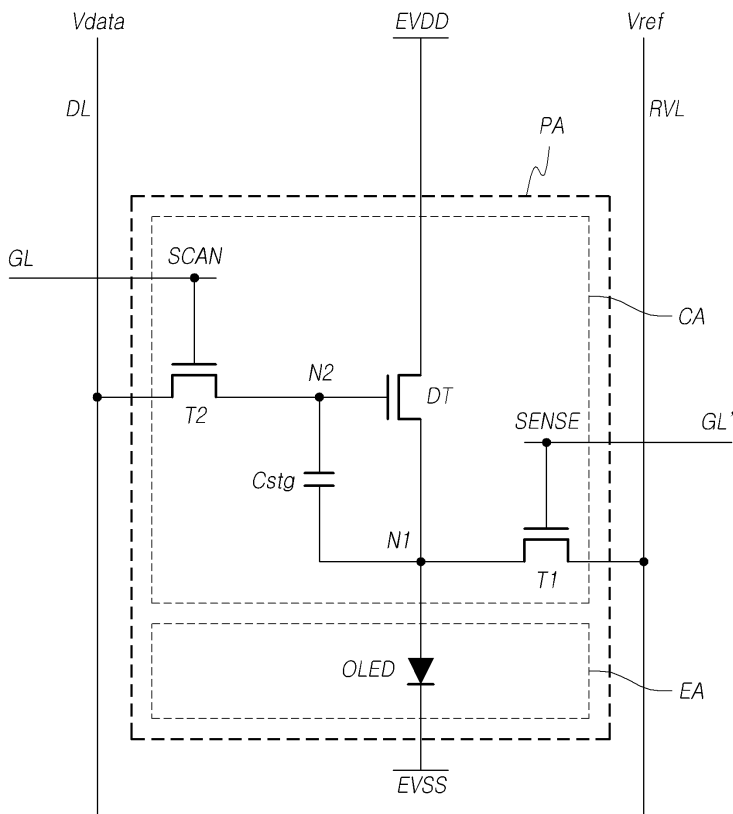 Vdata
EVDD
Vref
DL
RVL
PA
GL
SCAN
CA
N2
DT
T2
SENSE
GL'
Cstg
N1
T1
OLED
EA
EVSS